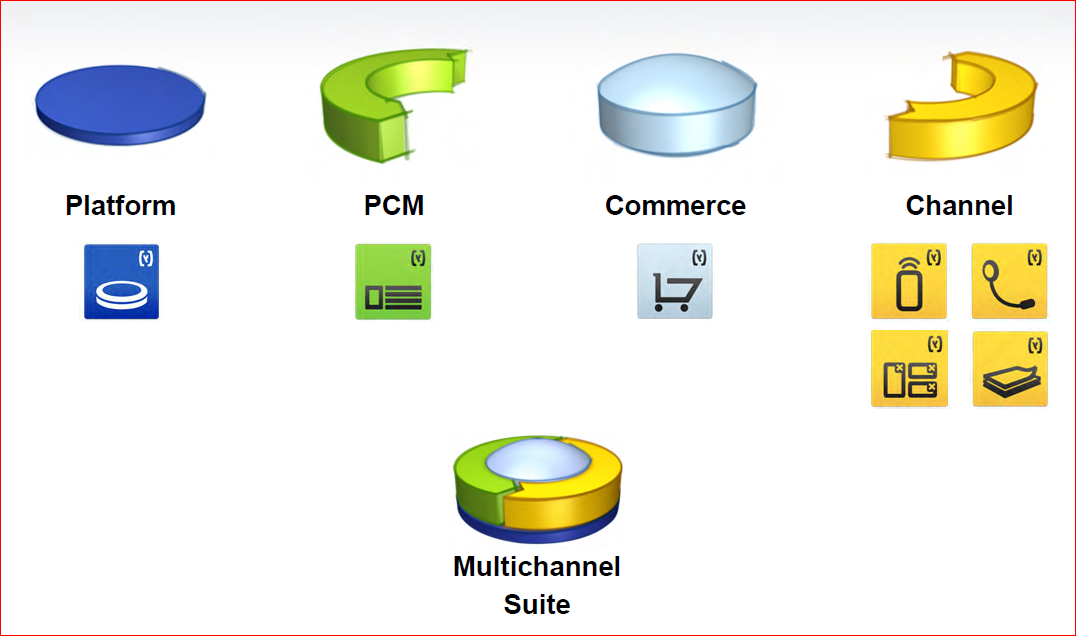 Platform
PCM
Commerce
Channel
Multichannel
Suite